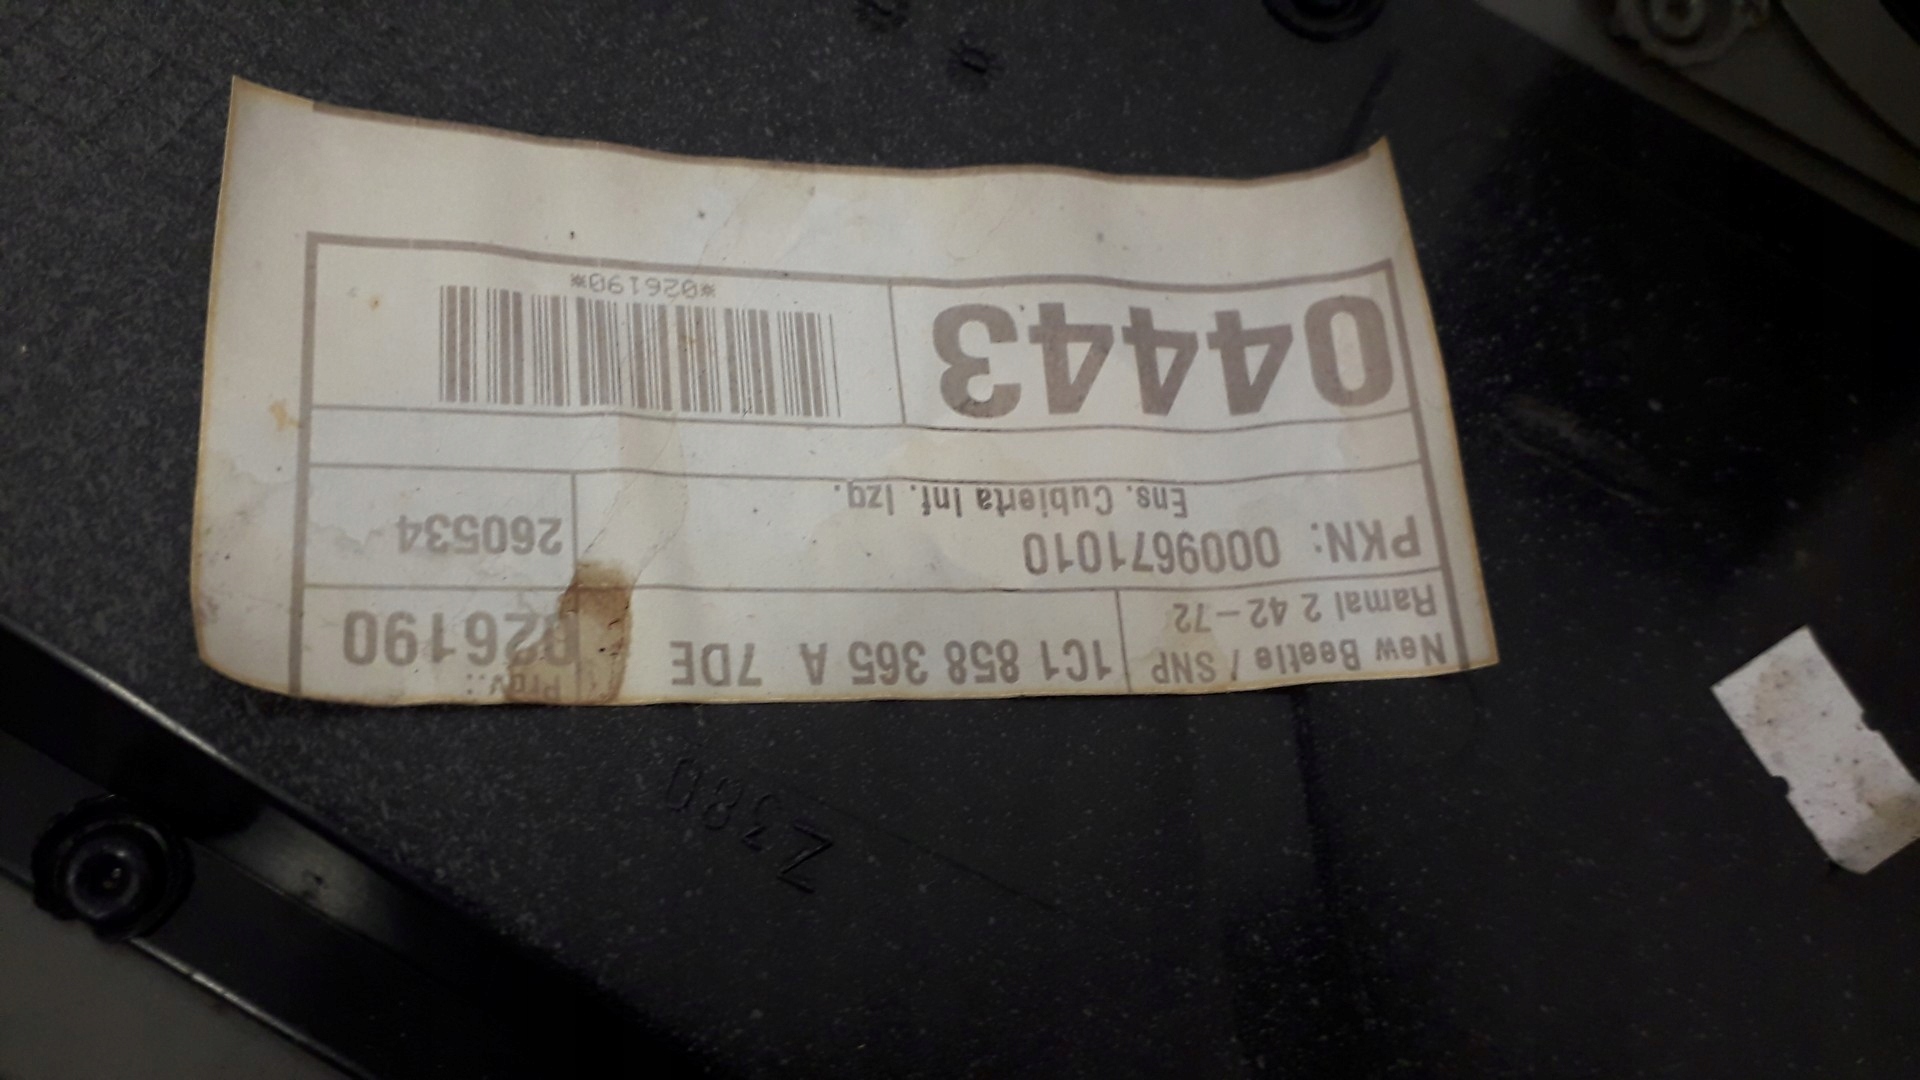 New Beetle / SNP
Ramal 2 42-72
1C1 858 365 A 7DE
Prov.:
026190
PKN: 0009671010
Ens. Cubierta Inf. Izq.
260534
04443
*026190*